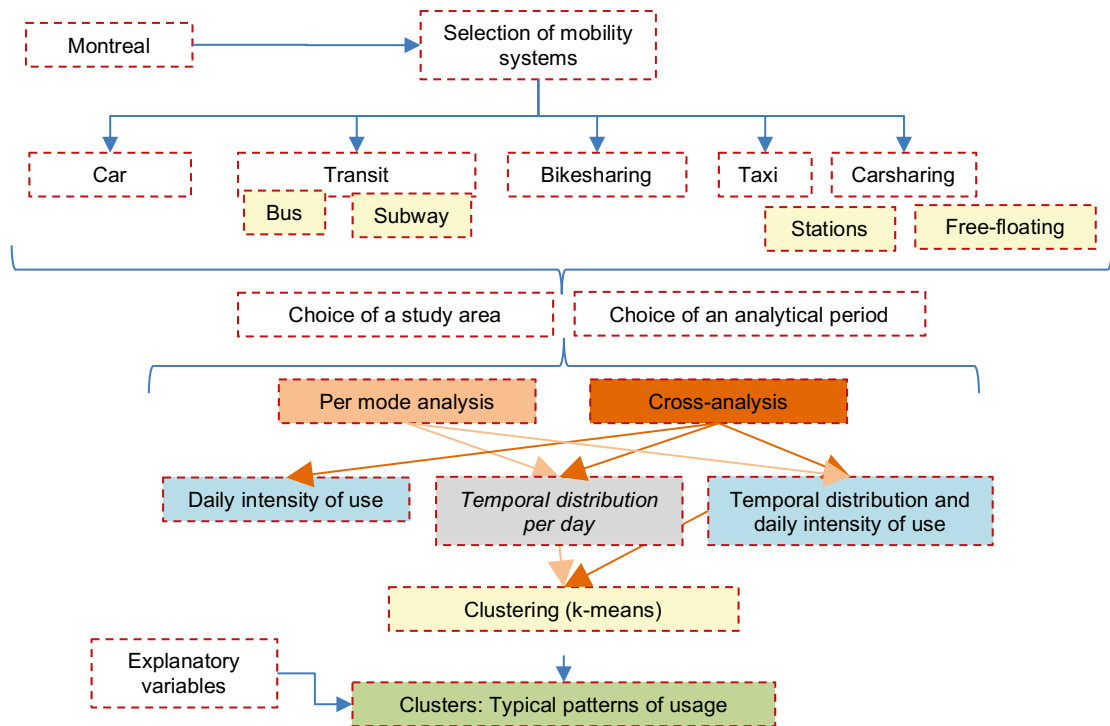 Montreal
Selection of mobility
systems
Car
Transit
Bikesharing
Taxi
Carsharing
Bus
Subway
Stations
Free-floating
Choice of a study area
Choice of an analytical period
Per mode analysis
Cross-analysis
Daily intensity of use
Temporal distribution
per day
Temporal distribution and
daily intensity of use
Clustering (k-means)
Explanatory
variables
Clusters: Typical patterns of usage